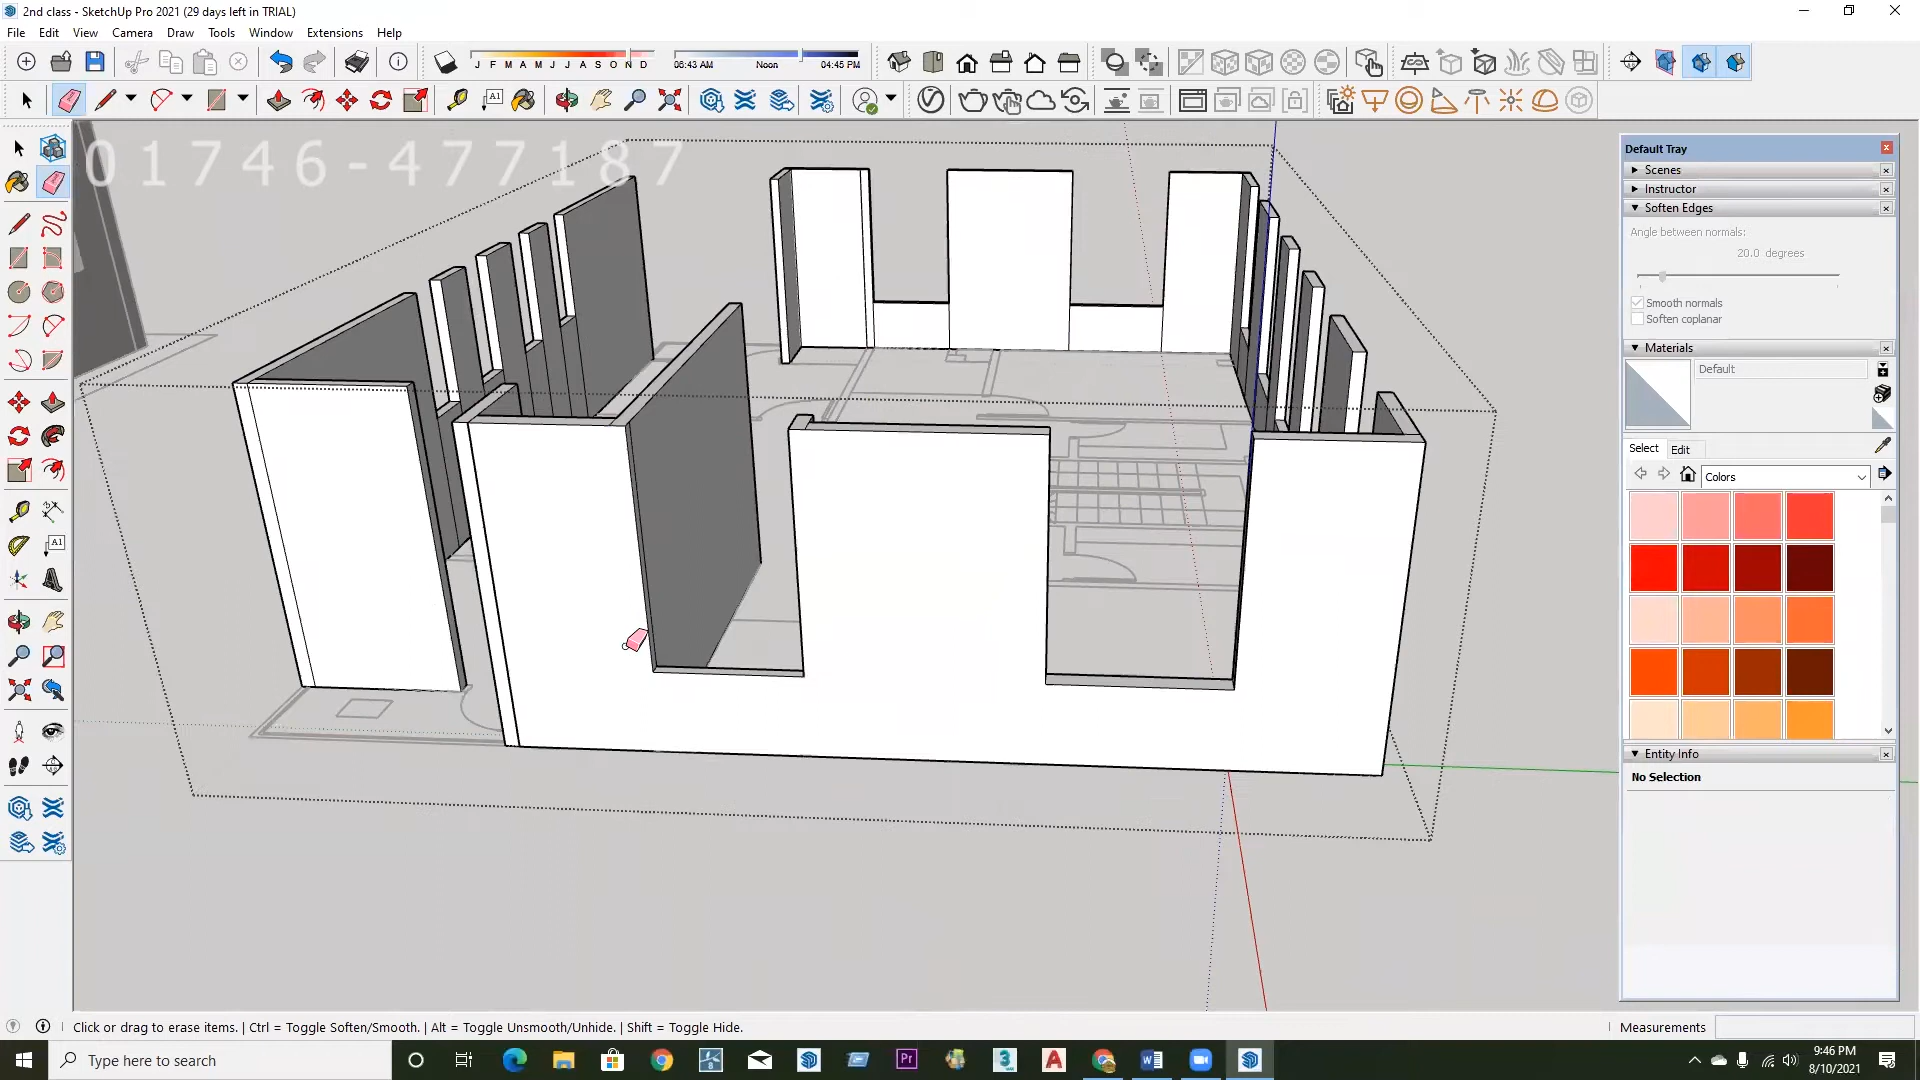 2nd class - SketchUp Pro 2021 (29 days left in TRIAL)
File Edit View Camera Draw Tools Window Extensions Help
J F M A M J J A S O N D 06:43 AM Noon 04:45 PM
A1
01746-477187
A1
Default Tray
Scenes
Instructor
Soften Edges
Angle between normals:
20.0 degrees
Smooth normals
Soften coplanar
Materials
Default
Select Edit
Colors
Entity Info
No Selection
Click or drag to erase items. | Ctrl = Toggle Soften/Smooth. | Alt = Toggle Unsmooth/Unhide. | Shift = Toggle Hide.
Measurements
Type here to search
Pr
3
A
9:46 PM
8/10/2021